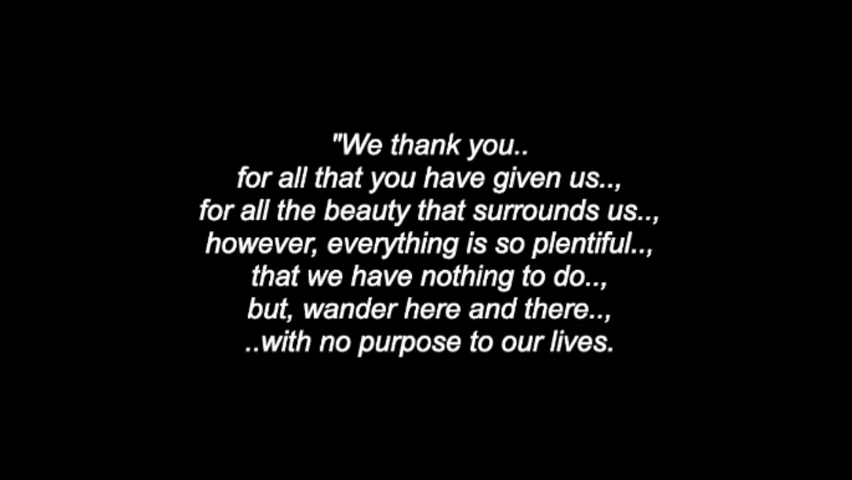 "We thank you..
for all that you have given us..,
for all the beauty that surrounds us..,
however, everything is so plentiful..,
that we have nothing to do..,
but, wander here and there..,
..with no purpose to our lives.